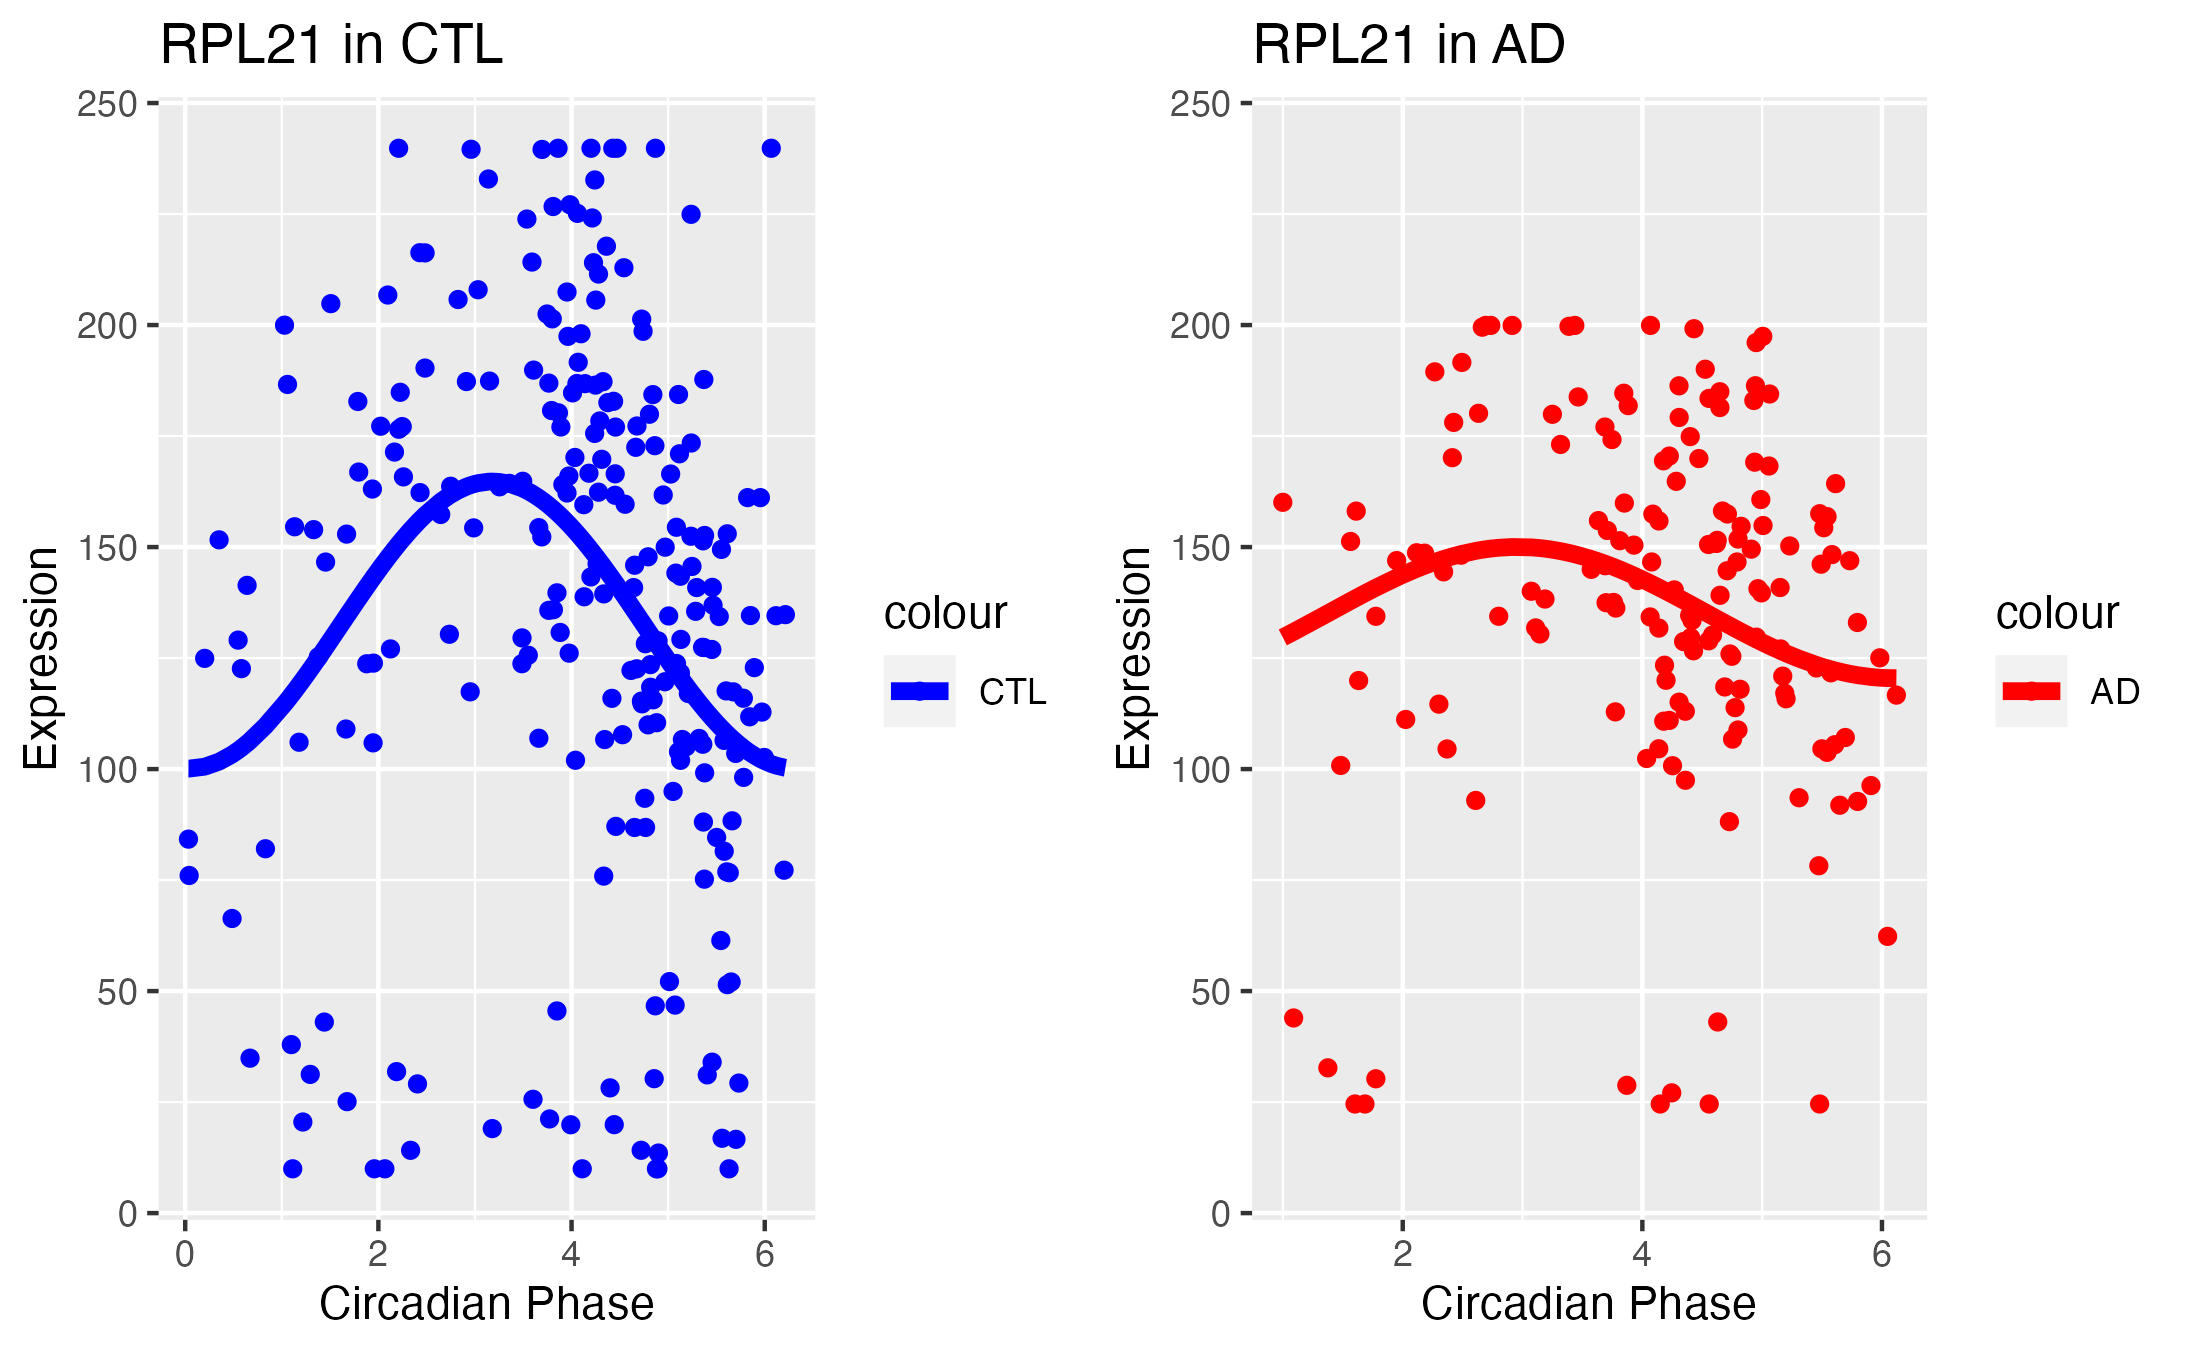 RPL21 in CTL
250
200
150
100
50
0
Expression
0 2 4 6
Circadian Phase
colour
CTL
RPL21 in AD
250
200
150
100
50
0
Expression
2 4 6
Circadian Phase
colour
AD